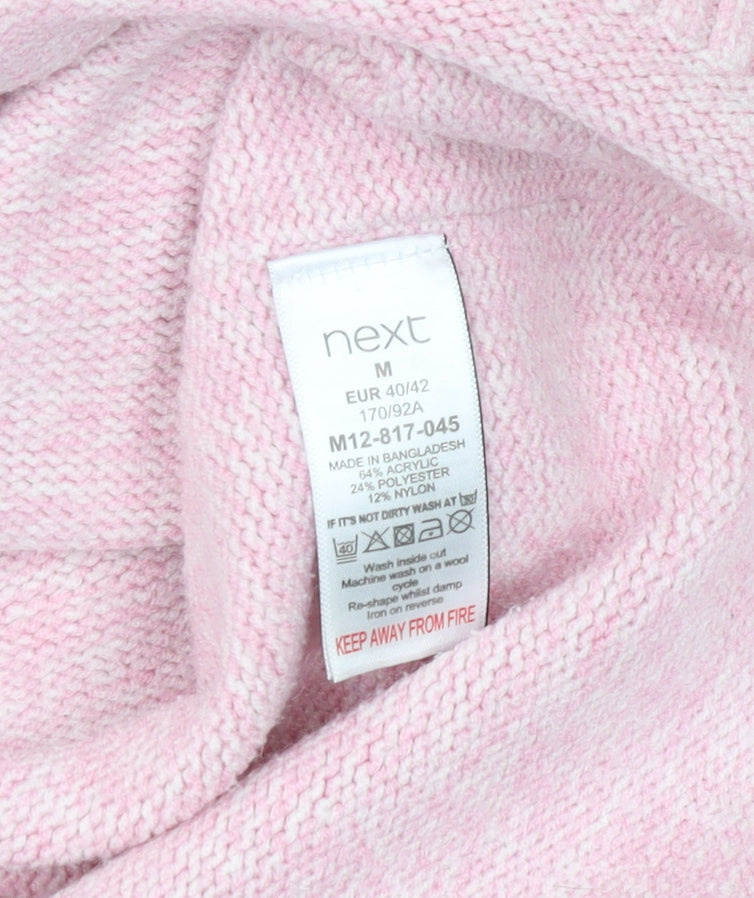 next
M
EUR 40/42
170/92A
M12-817-045
MADE IN BANGLADESH
64% ACRYLIC
24% POLYESTER
12% NYLON
IF IT'S NOT DIRTY WASH AT 30
40
Wash inside out
Machine wash on a wool
cycle
Re-shape whilst damp
Iron on reverse
KEEP AWAY FROM FIRE